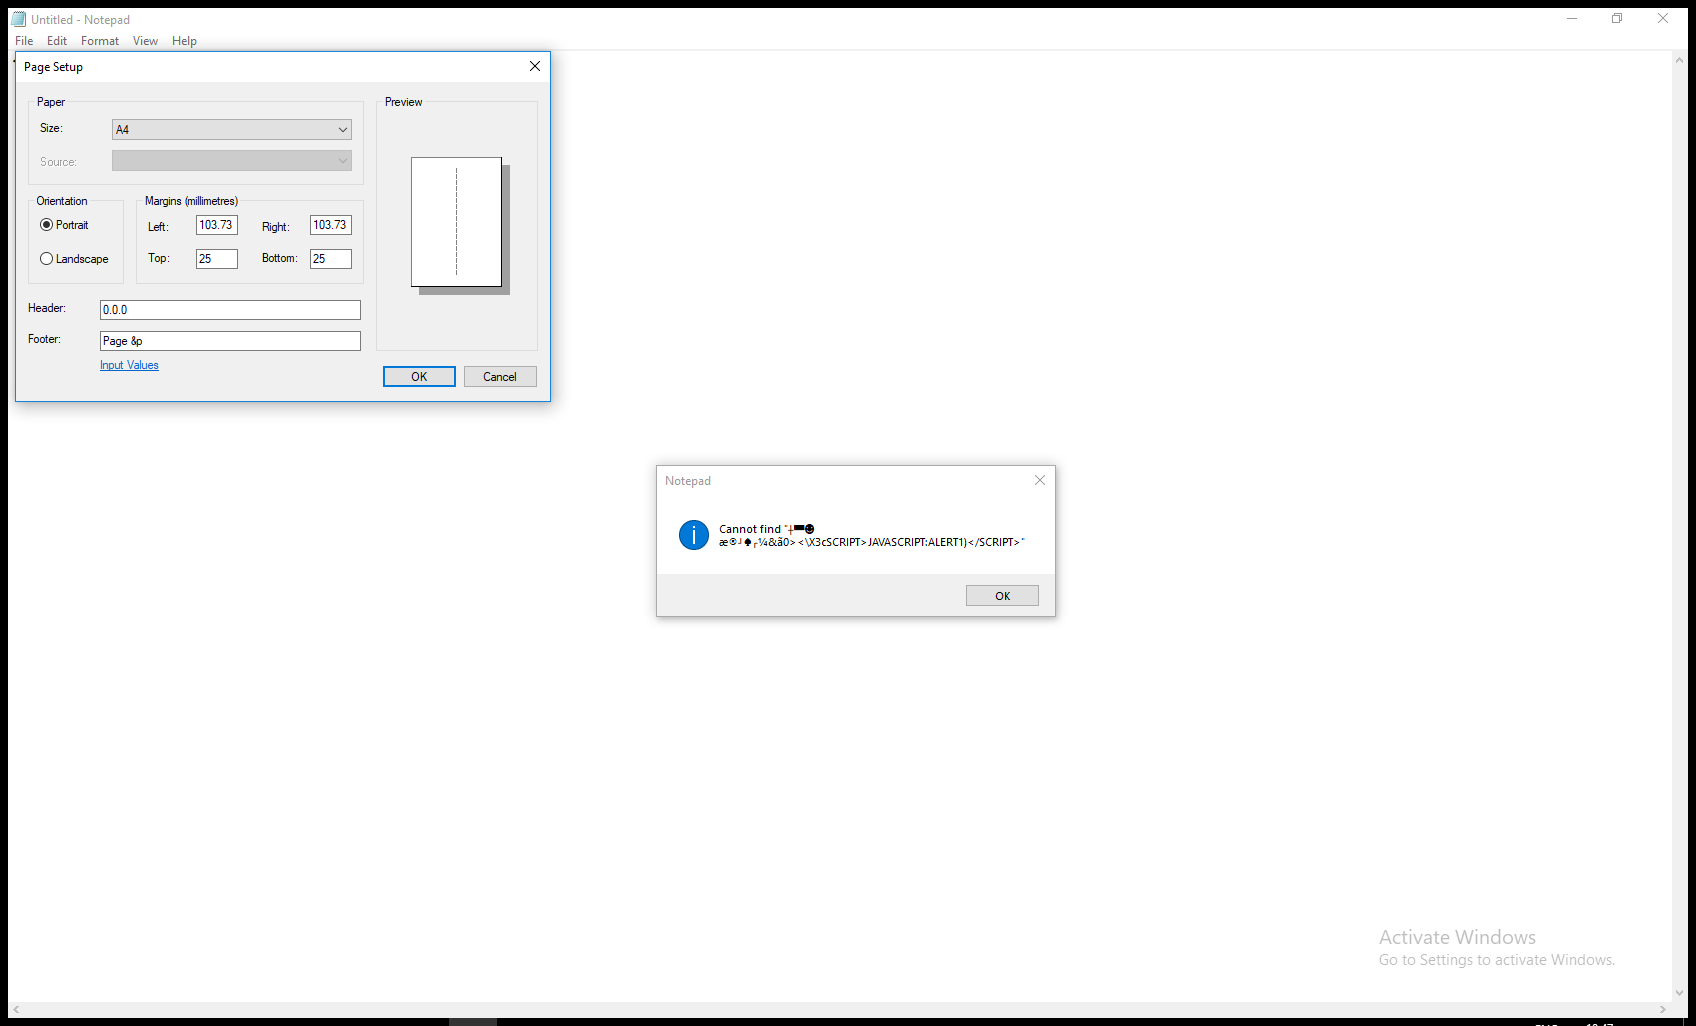 Untitled - Notepad
File Edit Format View Help
Page Setup
Paper
Size: A4
Source:
Orientation
Portrait
Landscape
Margins (millimetres)
Left: 103.73 Right: 103.73
Top: 25 Bottom: 25
Header: 0.0.0
Footer: Page &p
Input Values
Preview
OK Cancel
Notepad
Cannot find "┼▀☻
æ®┘♠┌¼&ã0><\X3cSCRIPT>JAVASCRIPT:ALERT1)</SCRIPT>"
OK
Activate Windows
Go to Settings to activate Windows.